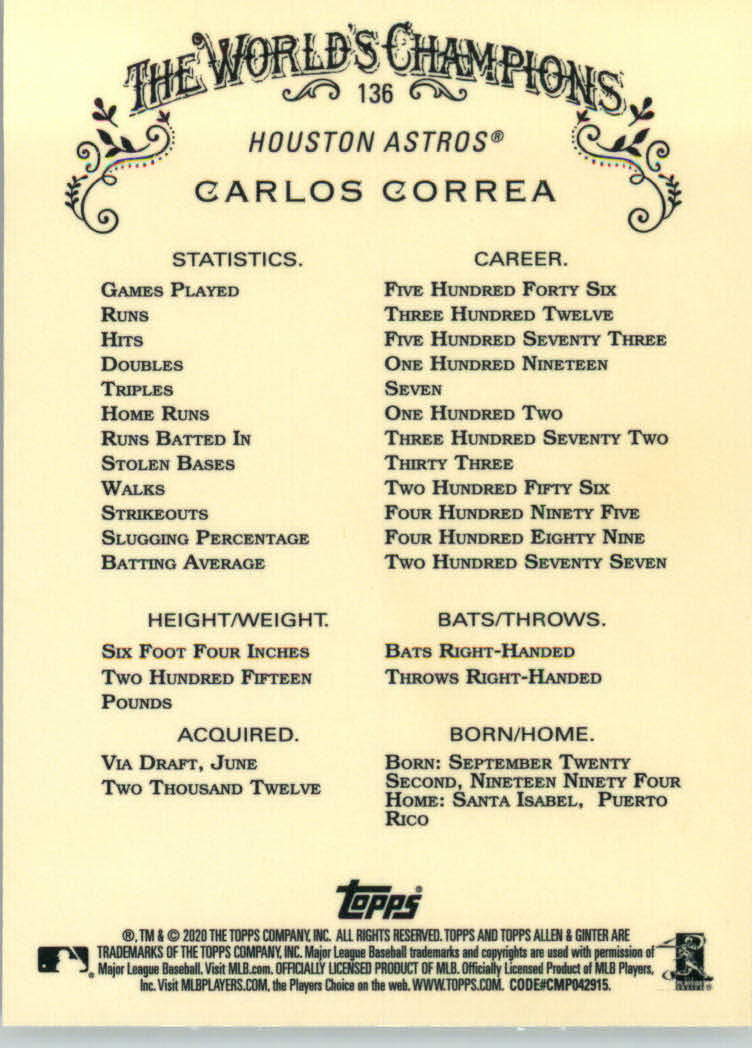 THE WORLD'S CHAMPIONS
136
HOUSTON ASTROS®
CARLOS CORREA
STATISTICS. CAREER.
GAMES PLAYED FIVE HUNDRED FORTY SIX
RUNS THREE HUNDRED TWELVE
HITS FIVE HUNDRED SEVENTY THREE
DOUBLES ONE HUNDRED NINETEEN
TRIPLES SEVEN
HOME RUNS ONE HUNDRED TWO
RUNS BATTED IN THREE HUNDRED SEVENTY TWO
STOLEN BASES THIRTY THREE
WALKS TWO HUNDRED FIFTY SIX
STRIKEOUTS FOUR HUNDRED NINETY FIVE
SLUGGING PERCENTAGE FOUR HUNDRED EIGHTY NINE
BATTING AVERAGE TWO HUNDRED SEVENTY SEVEN
HEIGHT/WEIGHT.
SIX FOOT FOUR INCHES
TWO HUNDRED FIFTEEN
POUNDS
BATS/THROWS.
BATS RIGHT-HANDED
THROWS RIGHT-HANDED
ACQUIRED.
VIA DRAFT, JUNE
TWO THOUSAND TWELVE
BORN/HOME.
BORN: SEPTEMBER TWENTY
SECOND, NINETEEN NINETY FOUR
HOME: SANTA ISABEL, PUERTO
RICO
topps®
®, TM & © 2020 THE TOPPS COMPANY, INC. ALL RIGHTS RESERVED. TOPPS AND TOPPS ALLEN & GINTER ARE
TRADEMARKS OF THE TOPPS COMPANY, INC. Major League Baseball trademarks and copyrights are used with permission of
Major League Baseball. Visit MLB.com. OFFICIALLY LICENSED PRODUCT OF MLB. Officially Licensed Product of MLB Players,
Inc. Visit MLBPLAYERS.COM, the Players Choice on the web. WWW.TOPPS.COM. CODE#CMP042915.